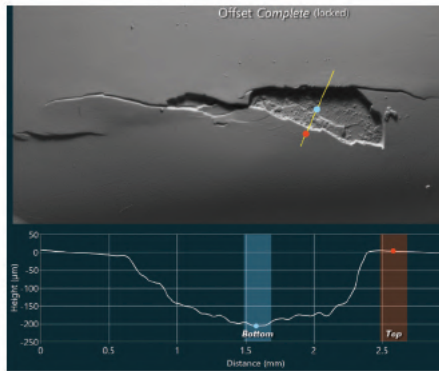 Offset Complete (locked)
50
0
-50
-100
-150
-200
-250
Height (µm)
Bottom
Top
0 0.5 1 1.5 2 2.5
Distance (mm)